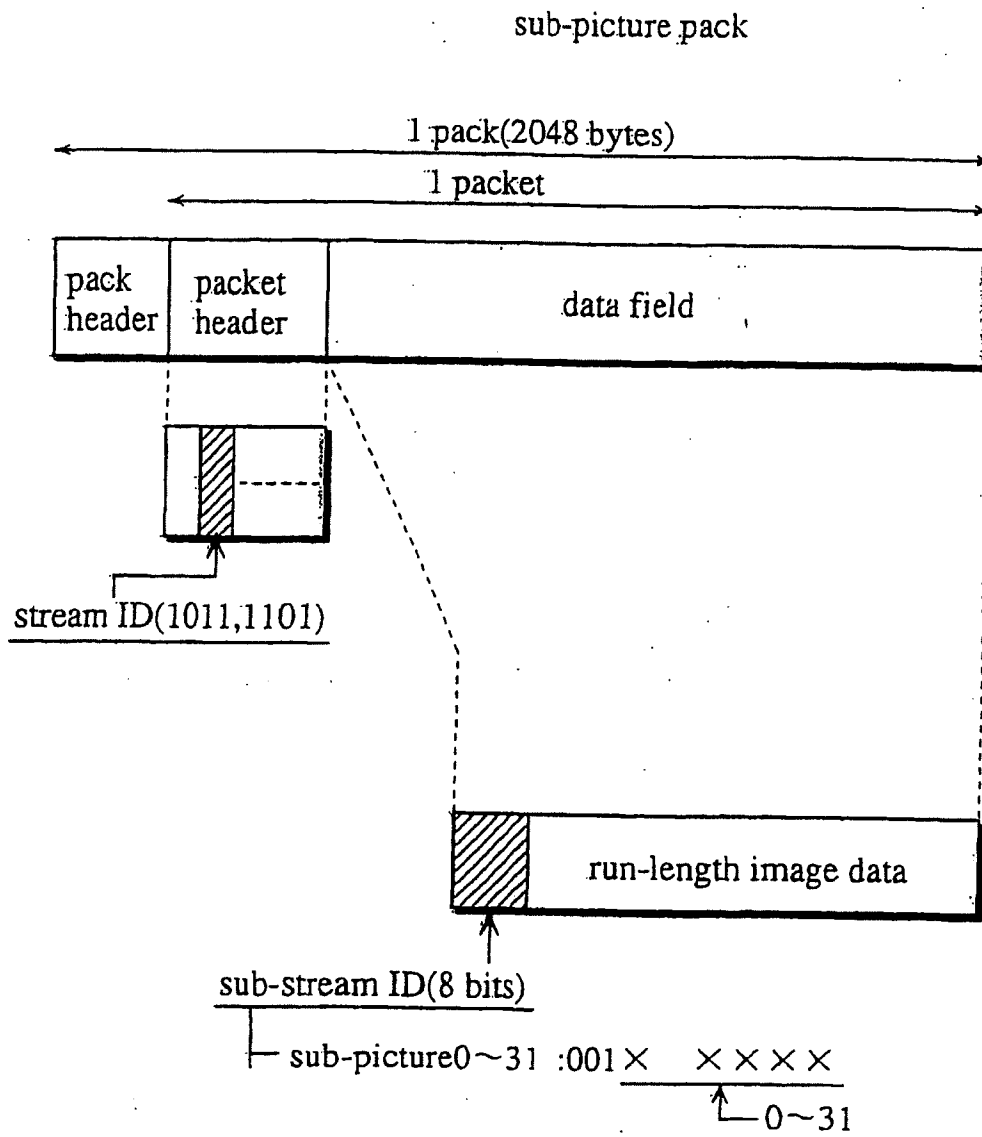 sub-picture pack
1 pack(2048 bytes)
1 packet
pack header
packet header
data field
stream ID(1011,1101)
run-length image data
sub-stream ID(8 bits)
sub-picture0~31 :001× ××××
0~31